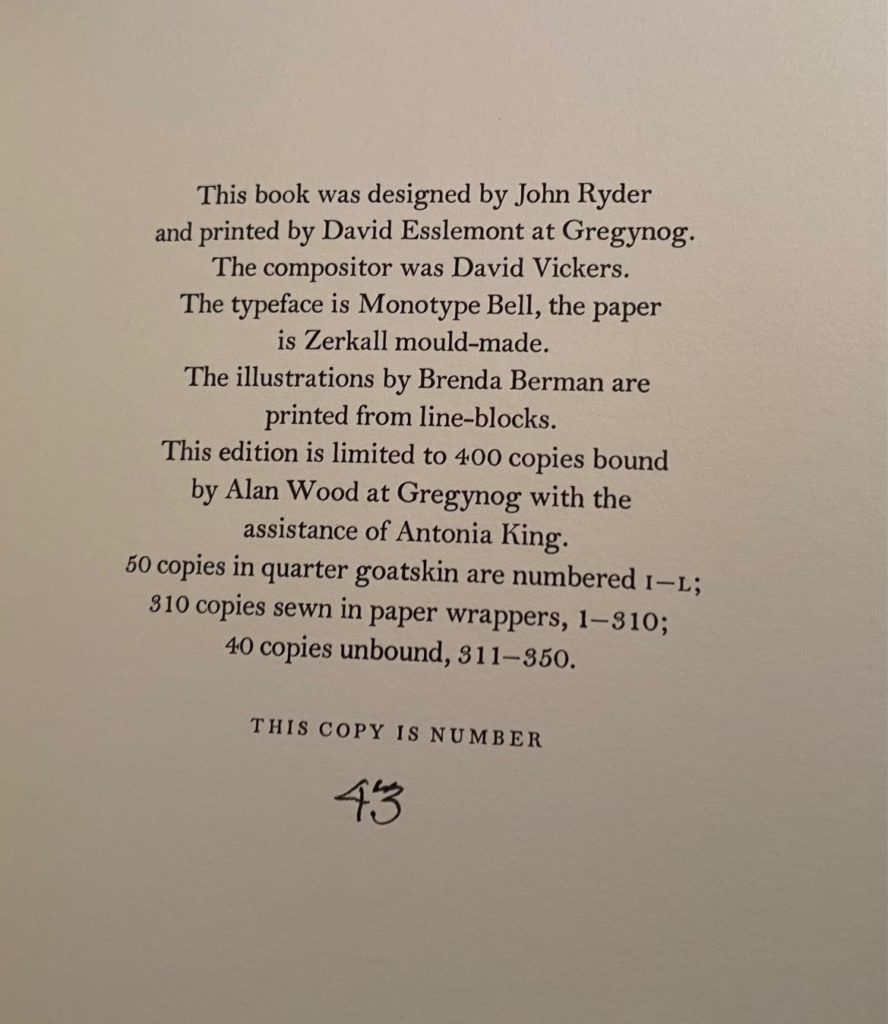 This book was designed by John Ryder
and printed by David Esslemont at Gregynog.
The compositor was David Vickers.
The typeface is Monotype Bell, the paper
is Zerkall mould-made.
The illustrations by Brenda Berman are
printed from line-blocks.
This edition is limited to 400 copies bound
by Alan Wood at Gregynog with the
assistance of Antonia King.
50 copies in quarter goatskin are numbered I–L;
310 copies sewn in paper wrappers, 1–310;
40 copies unbound, 311–350.
THIS COPY IS NUMBER
43